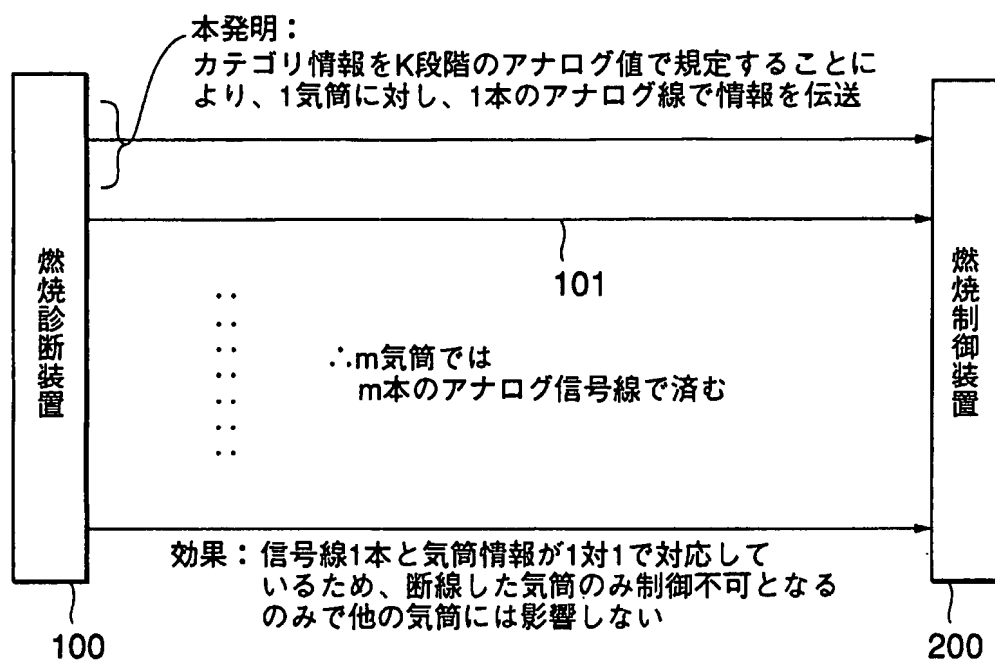 本発明：
カテゴリ情報をK段階のアナログ値で規定することに
より、1気筒に対し、1本のアナログ線で情報を伝送
燃焼診断装置
101
燃焼制御装置
∴m気筒では
m本のアナログ信号線で済む
効果：信号線1本と気筒情報が1対1で対応して
いるため、断線した気筒のみ制御不可となる
のみで他の気筒には影響しない
100
200